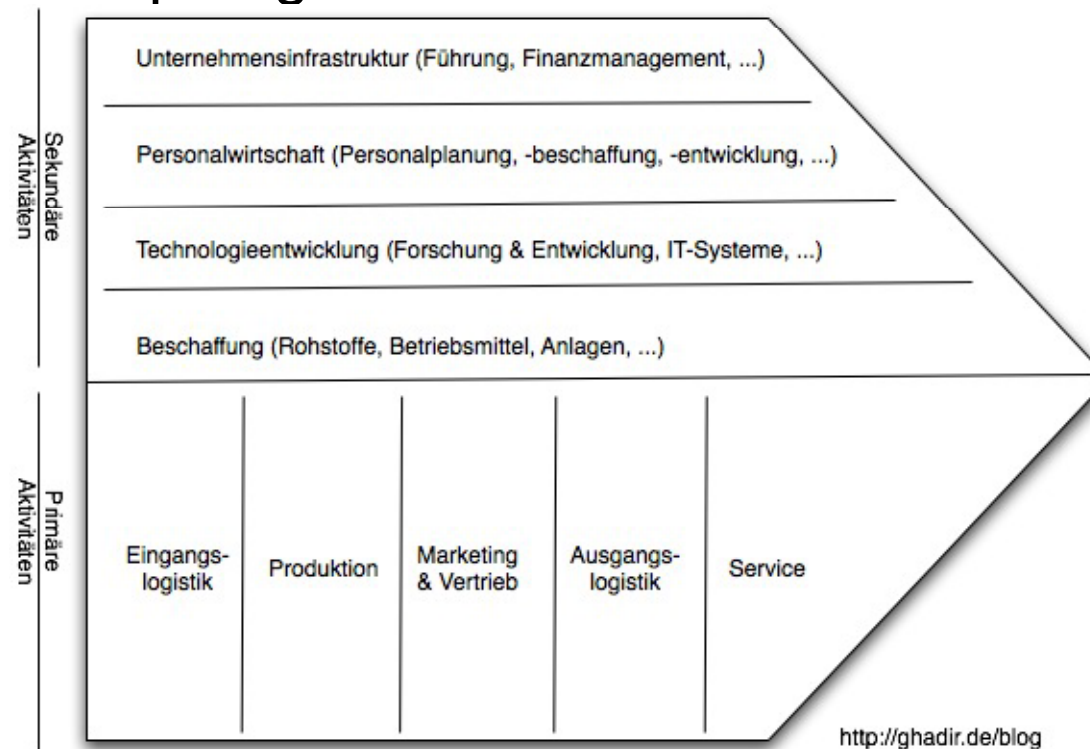 Unternehmensinfrastruktur (Führung, Finanzmanagement, ...)
Personalwirtschaft (Personalplanung, -beschaffung, -entwicklung, ...)
Technologieentwicklung (Forschung & Entwicklung, IT-Systeme, ...)
Beschaffung (Rohstoffe, Betriebsmittel, Anlagen, ...)
Sekundäre
Aktivitäten
Primäre
Aktivitäten
Eingangs-
logistik
Produktion
Marketing
& Vertrieb
Ausgangs-
logistik
Service
http://ghadir.de/blog